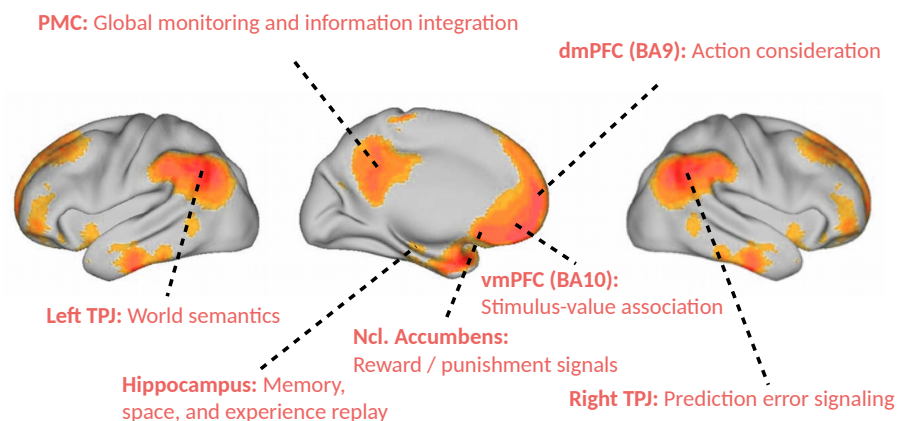 PMC: Global monitoring and information integration
dmPFC (BA9): Action consideration
vmPFC (BA10):
Stimulus-value association
Left TPJ: World semantics
Ncl. Accumbens:
Reward / punishment signals
Hippocampus: Memory,
space, and experience replay
Right TPJ: Prediction error signaling